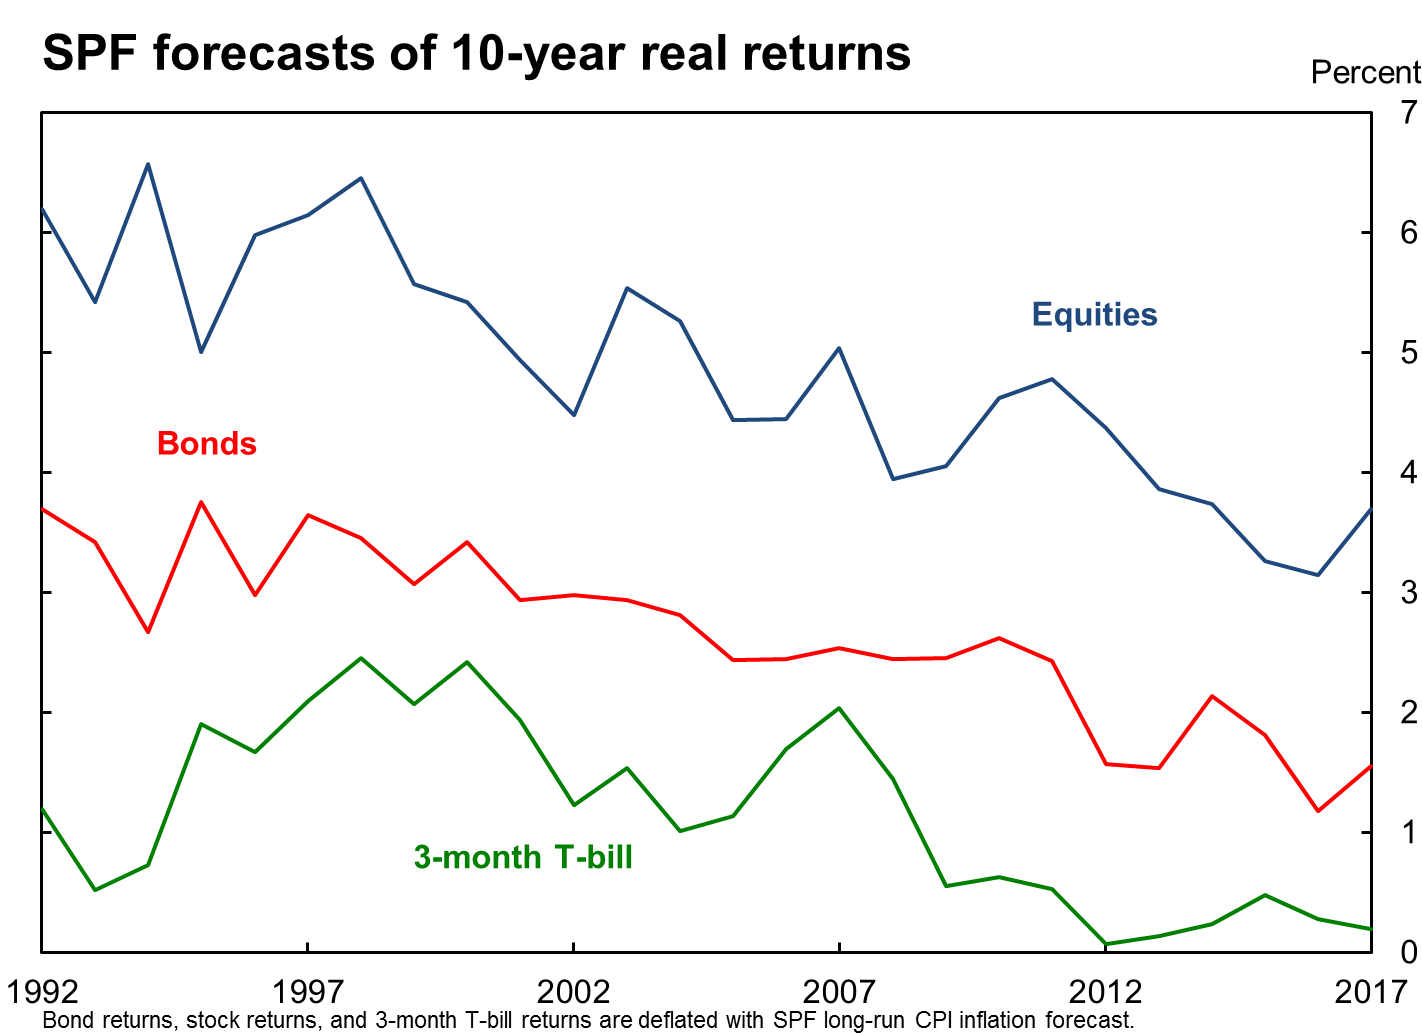 SPF forecasts of 10-year real returns
Percent
7
6
Equities
5
Bonds
4
3
2
1
3-month T-bill
0
1992 1997 2002 2007 2012 2017
Bond returns, stock returns, and 3-month T-bill returns are deflated with SPF long-run CPI inflation forecast.